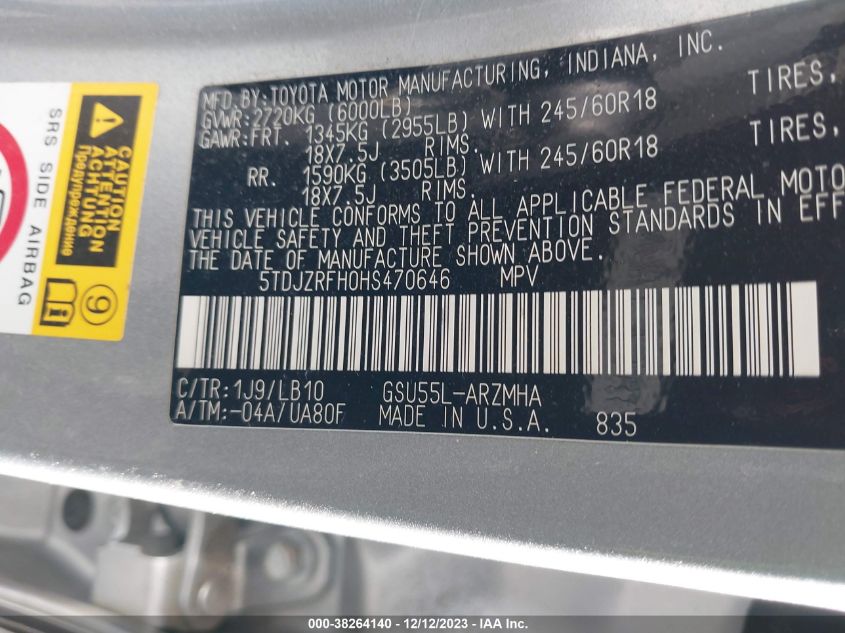 MFD.BY:TOYOTA MOTOR MANUFACTURING, INDIANA, INC.
GVWR:2720KG (6000LB)
GAWR:FRT. 1345KG (2955LB) WITH 245/60R18 TIRES,
18X7.5J RIMS.
RR. 1590KG (3505LB) WITH 245/60R18 TIRES,
18X7.5J RIMS.
THIS VEHICLE CONFORMS TO ALL APPLICABLE FEDERAL MOTO
VEHICLE SAFETY AND THEFT PREVENTION STANDARDS IN EFF
THE DATE OF MANUFACTURE SHOWN ABOVE.
5TDJZRFH0HS470646 MPV
C/TR:1J9/LB10 GSU55L-ARZMHA
A/TM:-04A/UA80F MADE IN U.S.A. 835
SRS SIDE AIRBAG
CAUTION
ATTENTION
ACHTUNG
Предупреждение
9
000-38264140 - 12/12/2023 - IAA Inc.